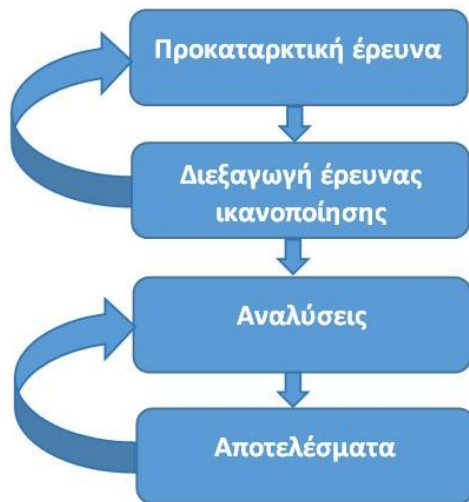 Προκαταρκτική έρευνα
Διεξαγωγή έρευνας
ικανοποίησης
Αναλύσεις
Αποτελέσματα